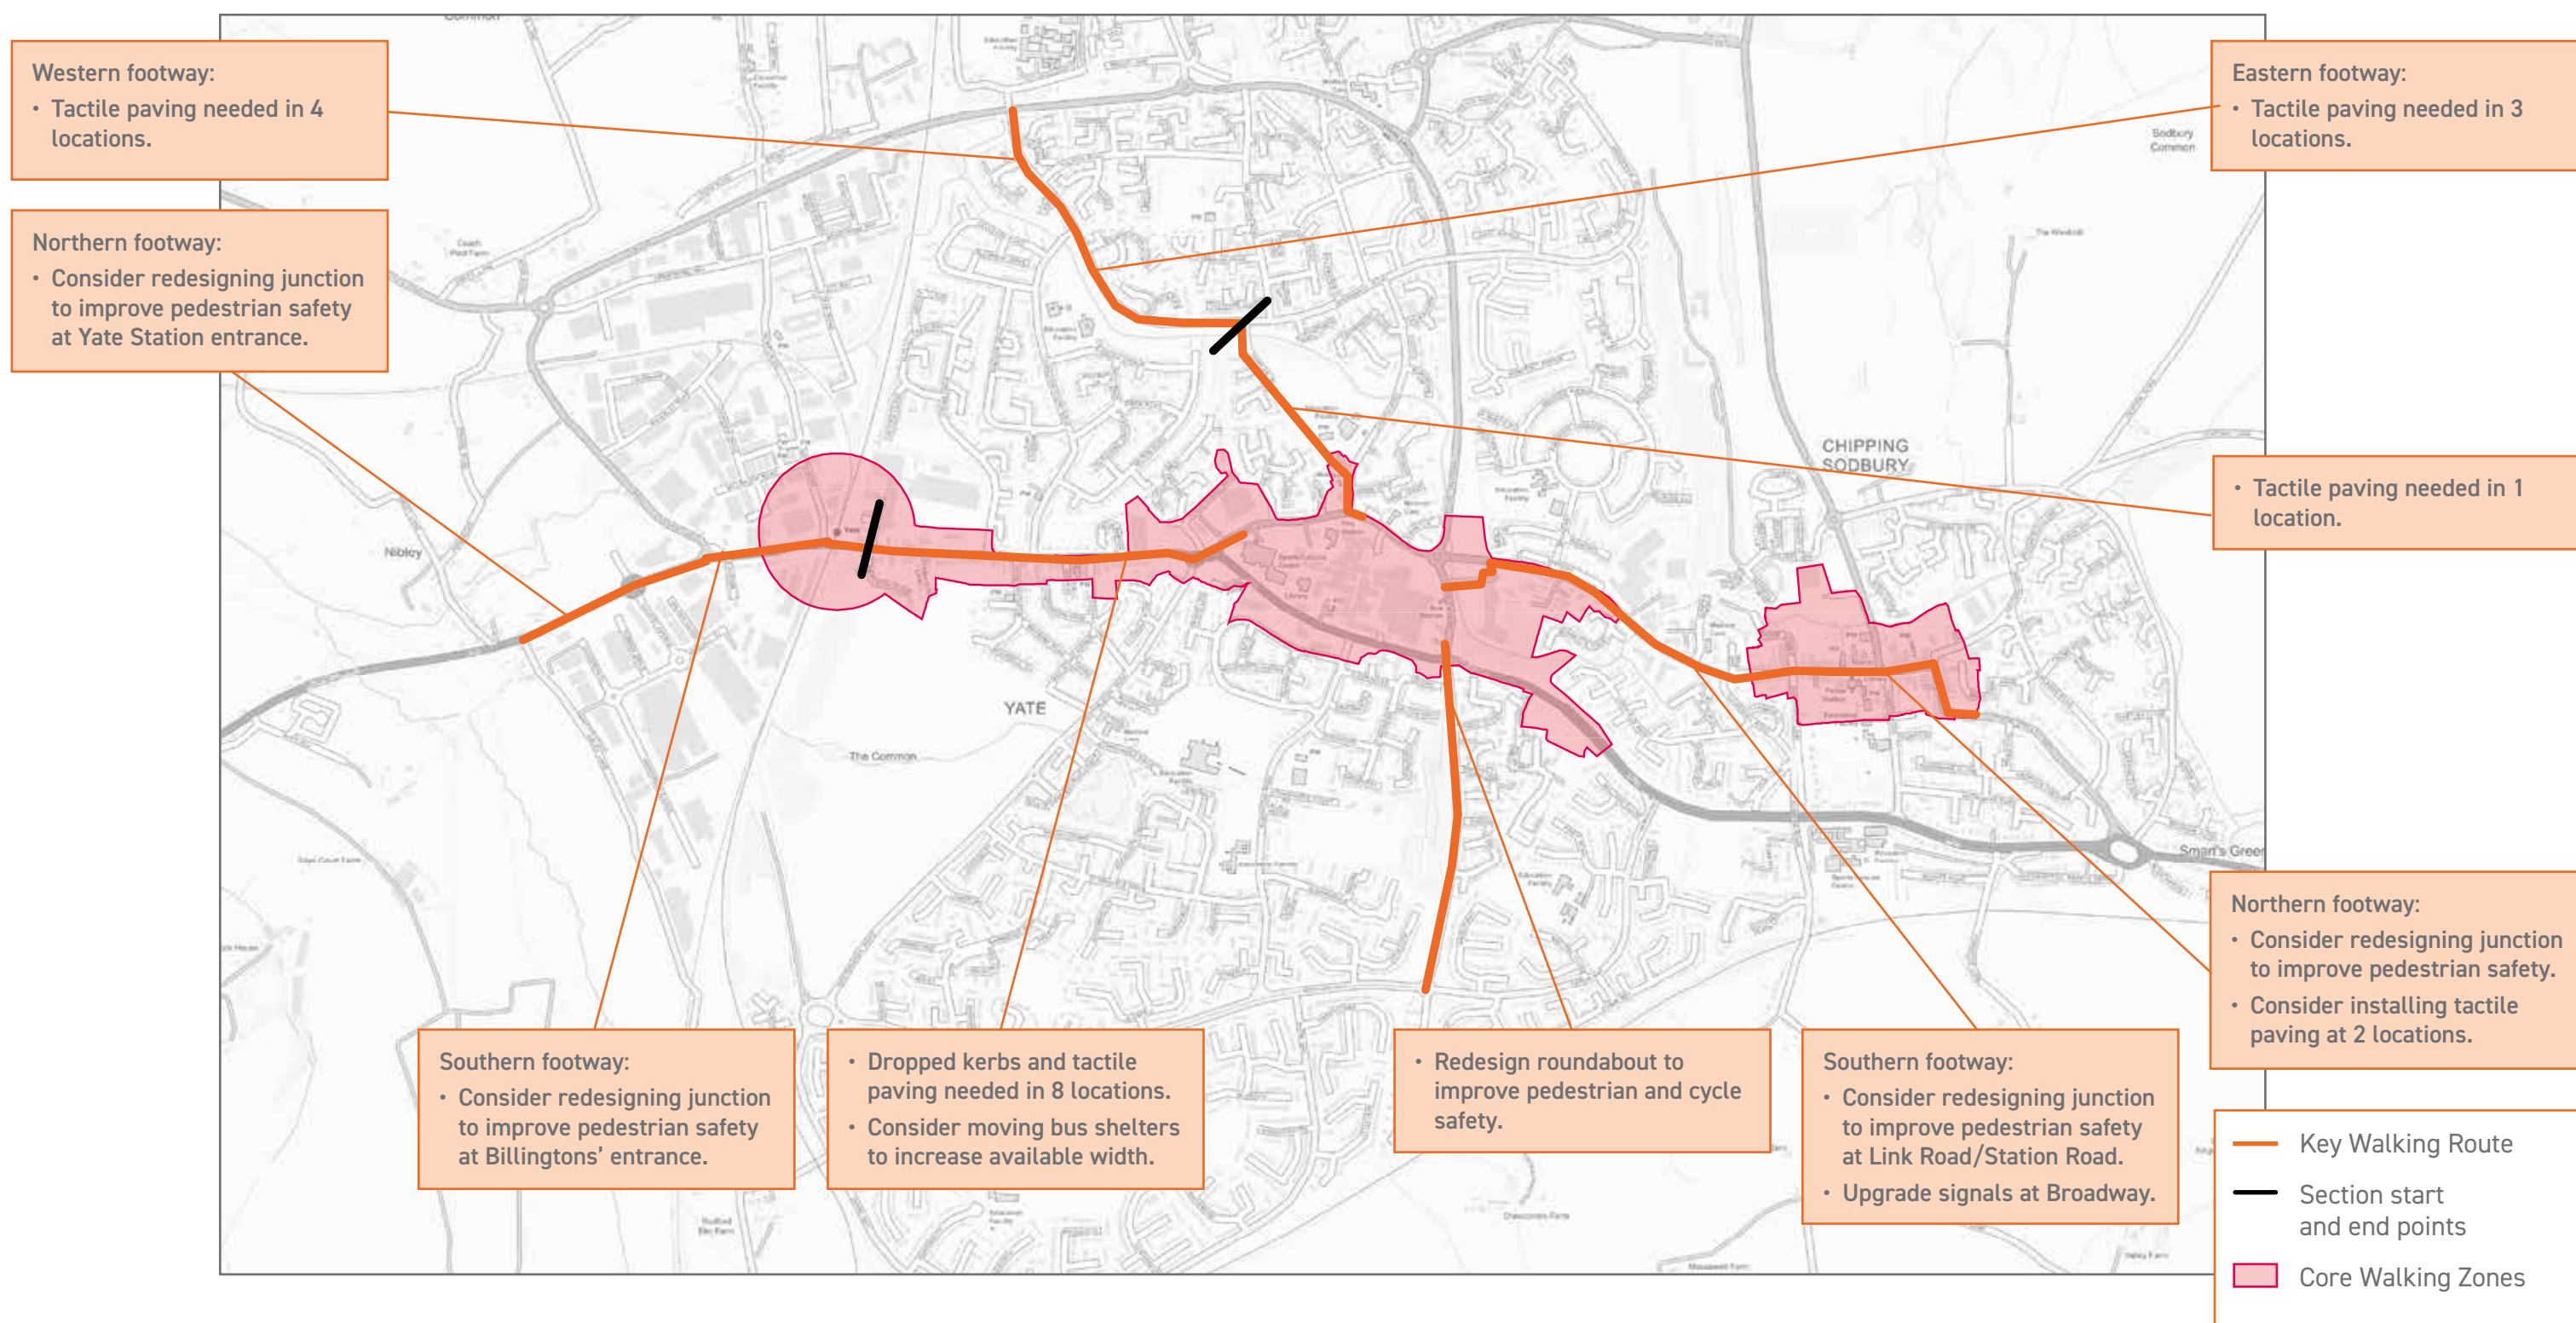 Western footway:
• Tactile paving needed in 4
locations.
Northern footway:
• Consider redesigning junction
to improve pedestrian safety
at Yate Station entrance.
Eastern footway:
• Tactile paving needed in 3
locations.
Sodbury
Common
The Windmill
CHIPPING
SODBURY
• Tactile paving needed in 1
location.
Nibley
Yate
YATE
The Common
Smart's Green
Northern footway:
• Consider redesigning junction
to improve pedestrian safety.
• Consider installing tactile
paving at 2 locations.
Southern footway:
• Consider redesigning junction
to improve pedestrian safety
at Billingtons' entrance.
• Dropped kerbs and tactile
paving needed in 8 locations.
• Consider moving bus shelters
to increase available width.
• Redesign roundabout to
improve pedestrian and cycle
safety.
Southern footway:
• Consider redesigning junction
to improve pedestrian safety
at Link Road/Station Road.
• Upgrade signals at Broadway.
Key Walking Route
Section start
and end points
Core Walking Zones